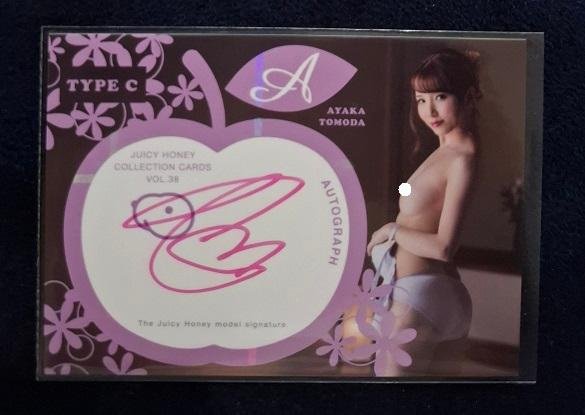 TYPE C
A
AYAKA
TOMODA
JUICY HONEY
COLLECTION CARDS
VOL.38
AUTOGRAPH
The Juicy Honey model signature